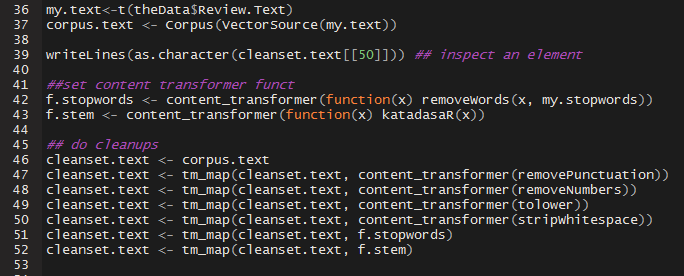 36 my.text<-t(theData$Review.Text)
37 corpus.text <- Corpus(VectorSource(my.text))
38
39 writeLines(as.character(cleanset.text[[50]])) ## inspect an element
40
41 ##set content transformer funct
42 f.stopwords <- content_transformer(function(x) removeWords(x, my.stopwords))
43 f.stem <- content_transformer(function(x) katadasaR(x))
44
45 ## do cleanups
46 cleanset.text <- corpus.text
47 cleanset.text <- tm_map(cleanset.text, content_transformer(removePunctuation))
48 cleanset.text <- tm_map(cleanset.text, content_transformer(removeNumbers))
49 cleanset.text <- tm_map(cleanset.text, content_transformer(tolower))
50 cleanset.text <- tm_map(cleanset.text, content_transformer(stripWhitespace))
51 cleanset.text <- tm_map(cleanset.text, f.stopwords)
52 cleanset.text <- tm_map(cleanset.text, f.stem)
53